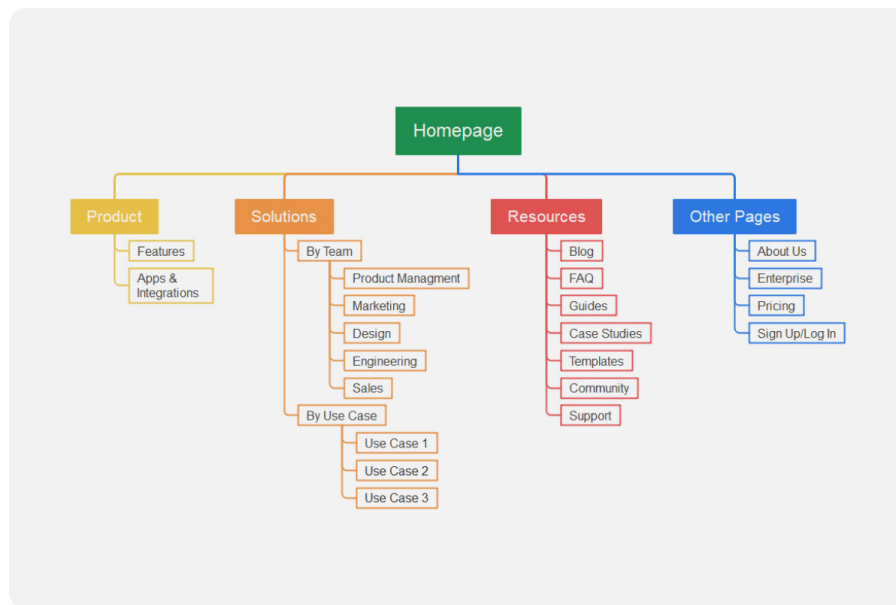 Homepage
Product
Features
Apps &
Integrations
Solutions
By Team
Product Managment
Marketing
Design
Engineering
Sales
By Use Case
Use Case 1
Use Case 2
Use Case 3
Resources
Blog
FAQ
Guides
Case Studies
Templates
Community
Support
Other Pages
About Us
Enterprise
Pricing
Sign Up/Log In